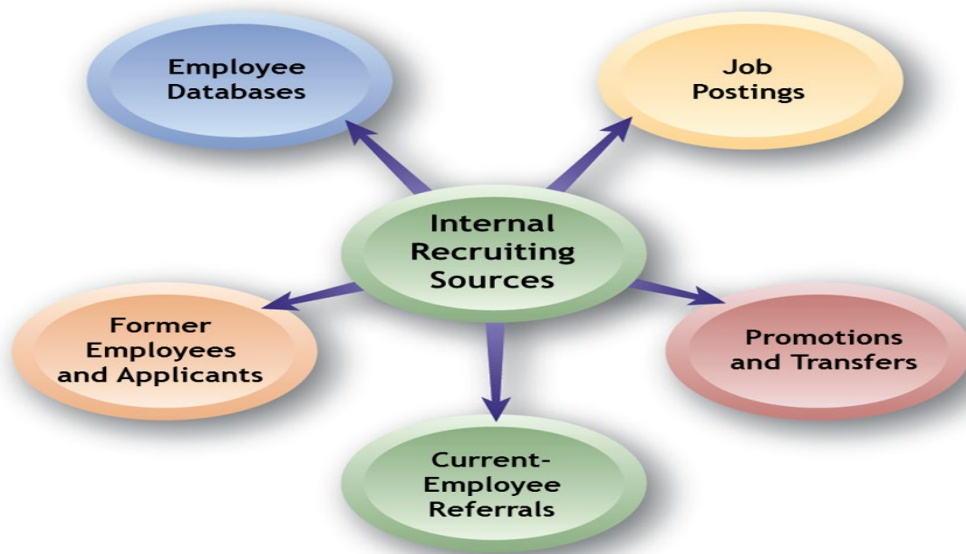 Employee
Databases
Job
Postings
Internal
Recruiting
Sources
Former
Employees
and Applicants
Promotions
and Transfers
Current-
Employee
Referrals